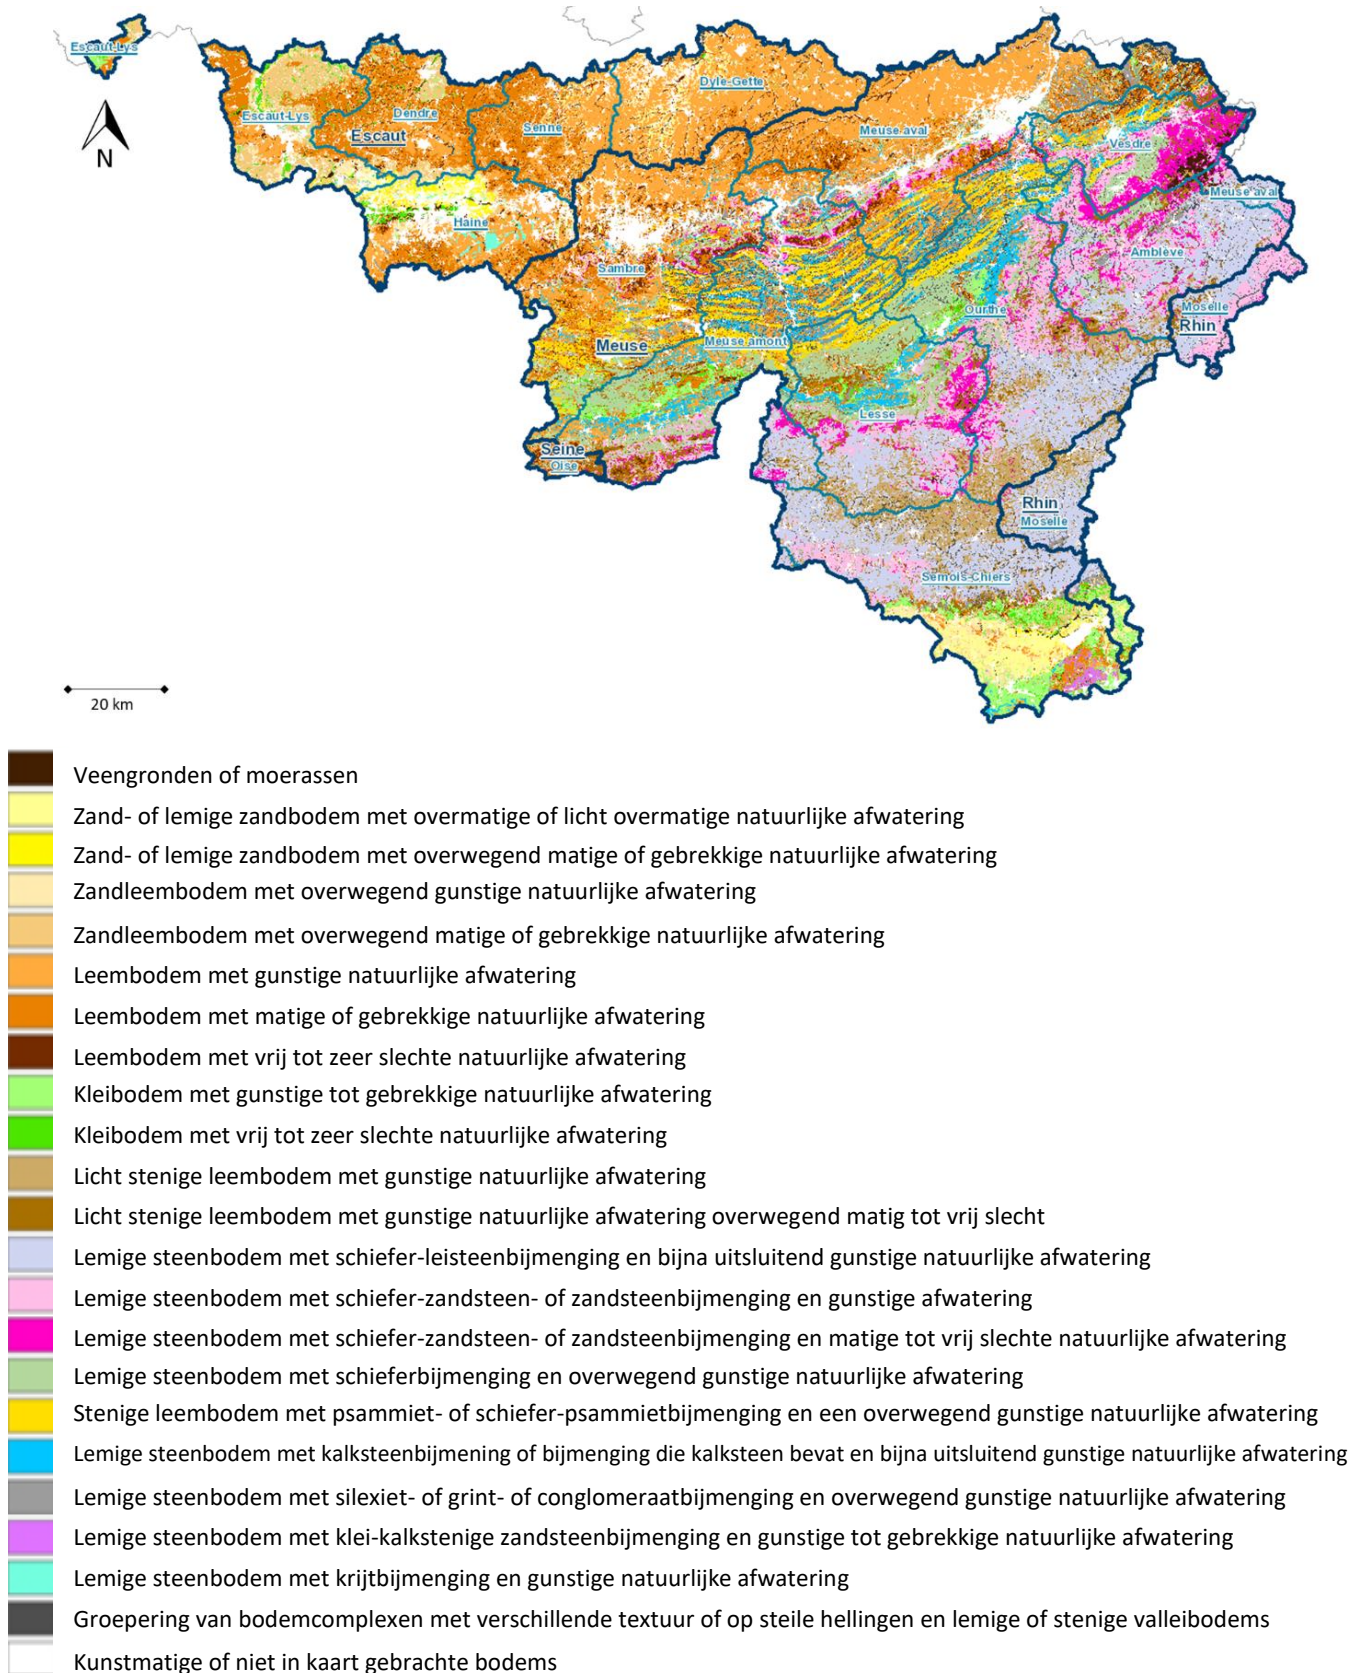 Escaut-Lys
N
Escaut-Lys
Dendre
Escaut
Senne
Dyle-Gette
Meuse aval
Vesdre
Meuse aval
Haine
Sambre
Amblève
Moselle
Rhin
Ourthe
Meuse
Meuse amont
Lesse
Seine
Oise
Rhin
Moselle
Semois-Chiers
20 km
Veengronden of moerassen
Zand- of lemige zandbodem met overmatige of licht overmatige natuurlijke afwatering
Zand- of lemige zandbodem met overwegend matige of gebrekkige natuurlijke afwatering
Zandleembodem met overwegend gunstige natuurlijke afwatering
Zandleembodem met overwegend matige of gebrekkige natuurlijke afwatering
Leembodem met gunstige natuurlijke afwatering
Leembodem met matige of gebrekkige natuurlijke afwatering
Leembodem met vrij tot zeer slechte natuurlijke afwatering
Kleibodem met gunstige tot gebrekkige natuurlijke afwatering
Kleibodem met vrij tot zeer slechte natuurlijke afwatering
Licht stenige leembodem met gunstige natuurlijke afwatering
Licht stenige leembodem met gunstige natuurlijke afwatering overwegend matig tot vrij slecht
Lemige steenbodem met schiefer-leisteenbijmenging en bijna uitsluitend gunstige natuurlijke afwatering
Lemige steenbodem met schiefer-zandsteen- of zandsteenbijmenging en gunstige afwatering
Lemige steenbodem met schiefer-zandsteen- of zandsteenbijmenging en matige tot vrij slechte natuurlijke afwatering
Lemige steenbodem met schieferbijmenging en overwegend gunstige natuurlijke afwatering
Stenige leembodem met psammiet- of schiefer-psammietbijmenging en een overwegend gunstige natuurlijke afwatering
Lemige steenbodem met kalksteenbijmening of bijmenging die kalksteen bevat en bijna uitsluitend gunstige natuurlijke afwatering
Lemige steenbodem met silexiet- of grint- of conglomeraatbijmenging en overwegend gunstige natuurlijke afwatering
Lemige steenbodem met klei-kalkstenige zandsteenbijmenging en gunstige tot gebrekkige natuurlijke afwatering
Lemige steenbodem met krijtbijmenging en gunstige natuurlijke afwatering
Groepering van bodemcomplexen met verschillende textuur of op steile hellingen en lemige of stenige valleibodems
Kunstmatige of niet in kaart gebrachte bodems